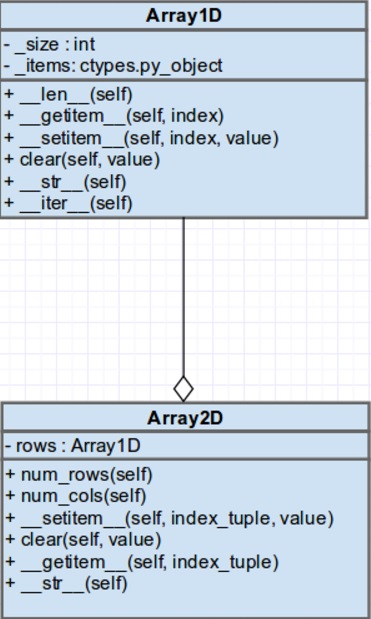 Array1D
- _size : int
- _items: ctypes.py_object
+ __len__(self)
+ __getitem__(self, index)
+ __setitem__(self, index, value)
+ clear(self, value)
+ __str__(self)
+ __iter__(self)
Array2D
- rows : Array1D
+ num_rows(self)
+ num_cols(self)
+ __setitem__(self, index_tuple, value)
+ clear(self, value)
+ __getitem__(self, index_tuple)
+ __str__(self)